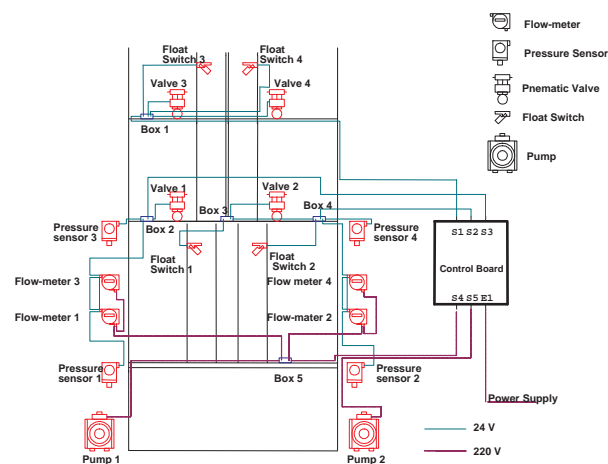 Flow-meter
Pressure Sensor
Pnematic Valve
Float Switch
Pump
Float
Switch 3
Float
Switch 4
Valve 3
Valve 4
Box 1
Valve 1
Valve 2
Box 3
Box 4
Pressure
sensor 3
Box 2
Pressure
sensor 4
S1 S2 S3
Control Board
S4 S5 E1
Float
Switch 1
Float
Switch 2
Flow-meter 3
Flow meter 4
Flow-meter 1
Flow-mater 2
Pressure
sensor 1
Box 5
Pressure
sensor 2
Power Supply
24 V
220 V
Pump 1
Pump 2